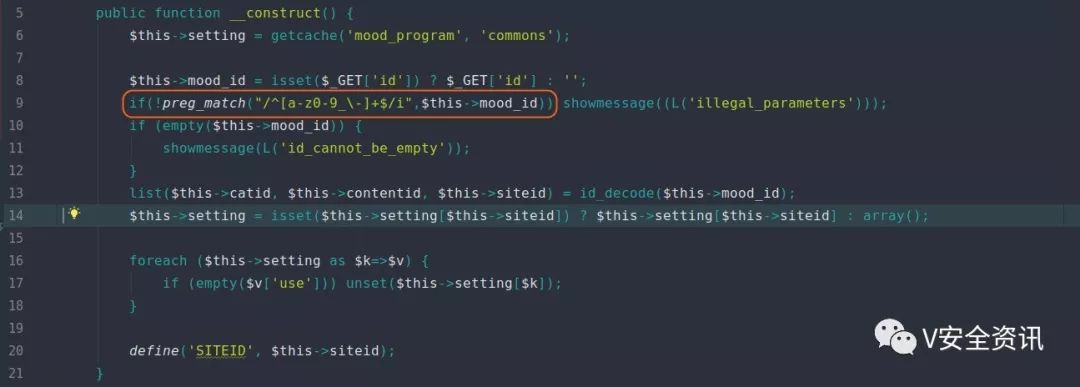 5 public function __construct() {
6 $this->setting = getcache('mood_program', 'commons');
7
8 $this->mood_id = isset($_GET['id']) ? $_GET['id'] : '';
9 if(!preg_match("/^[a-z0-9_\-]+$/i",$this->mood_id)) showmessage((L('illegal_parameters')));
10 if (empty($this->mood_id)) {
11 showmessage(L('id_cannot_be_empty'));
12 }
13 list($this->catid, $this->contentid, $this->siteid) = id_decode($this->mood_id);
14 $this->setting = isset($this->setting[$this->siteid]) ? $this->setting[$this->siteid] : array();
15
16 foreach ($this->setting as $k=>$v) {
17 if (empty($v['use'])) unset($this->setting[$k]);
18 }
19
20 define('SITEID', $this->siteid);
21 }
V安全资讯